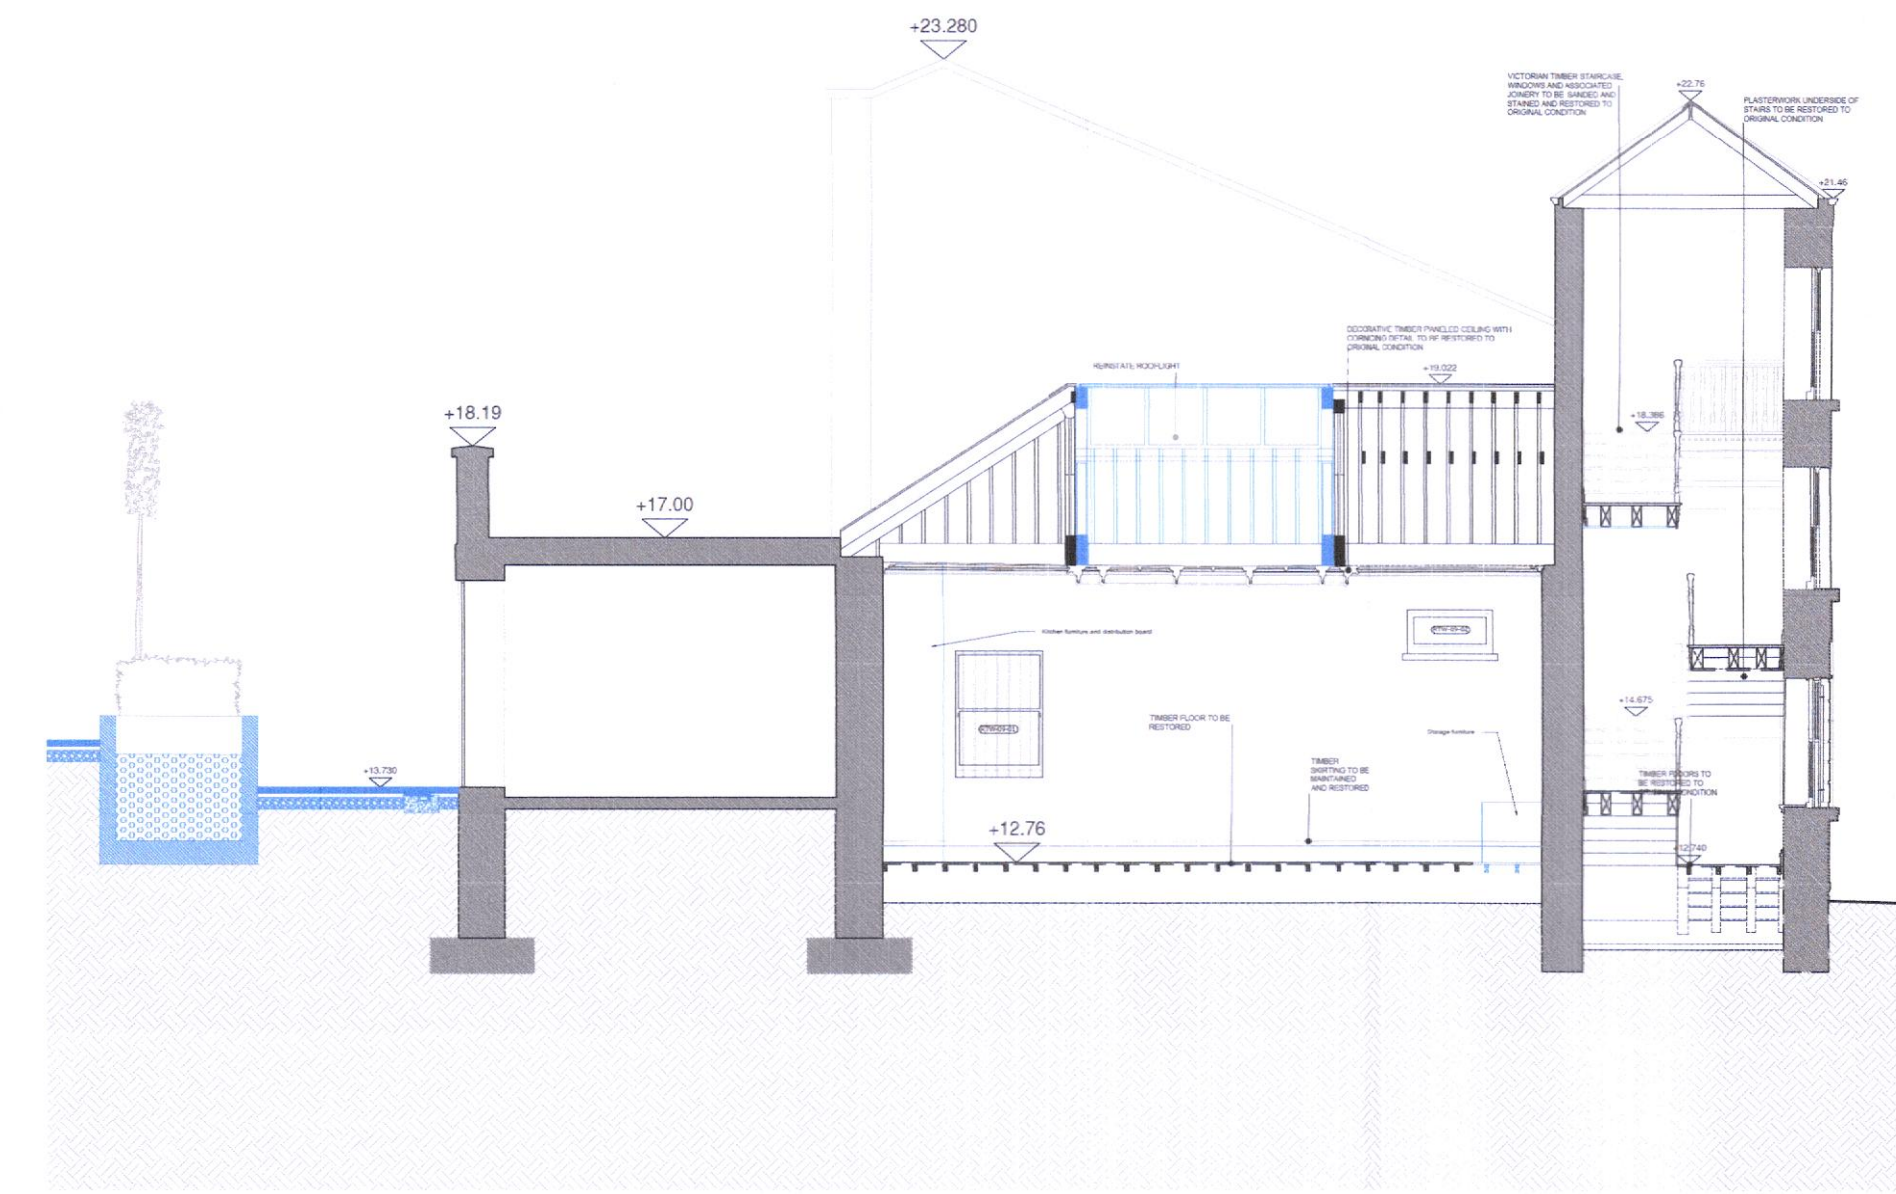 +23.280
VICTORIAN TIMBER STAIRCASE,
WINDOWS AND ASSOCIATED
JOINERY TO BE SANDED AND
STAINED AND RESTORED TO
ORIGINAL CONDITION
+22.76
PLASTERWORK UNDERSIDE OF
STAIRS TO BE RESTORED TO
ORIGINAL CONDITION
+21.46
DECORATIVE TIMBER PANELED CEILING WITH
CORNICING DETAIL TO BE RESTORED TO
ORIGINAL CONDITION
REINSTATE ROOFLIGHT
+19.022
+18.19
+18.386
+17.00
Kitchen furniture and distribution board
+14.675
TIMBER FLOOR TO BE
RESTORED
Storage furniture
TIMBER
SKIRTING TO BE
MAINTAINED
AND RESTORED
TIMBER FLOORS TO
BE RESTORED TO
CONDITION
+13.730
+12.76
+12.740